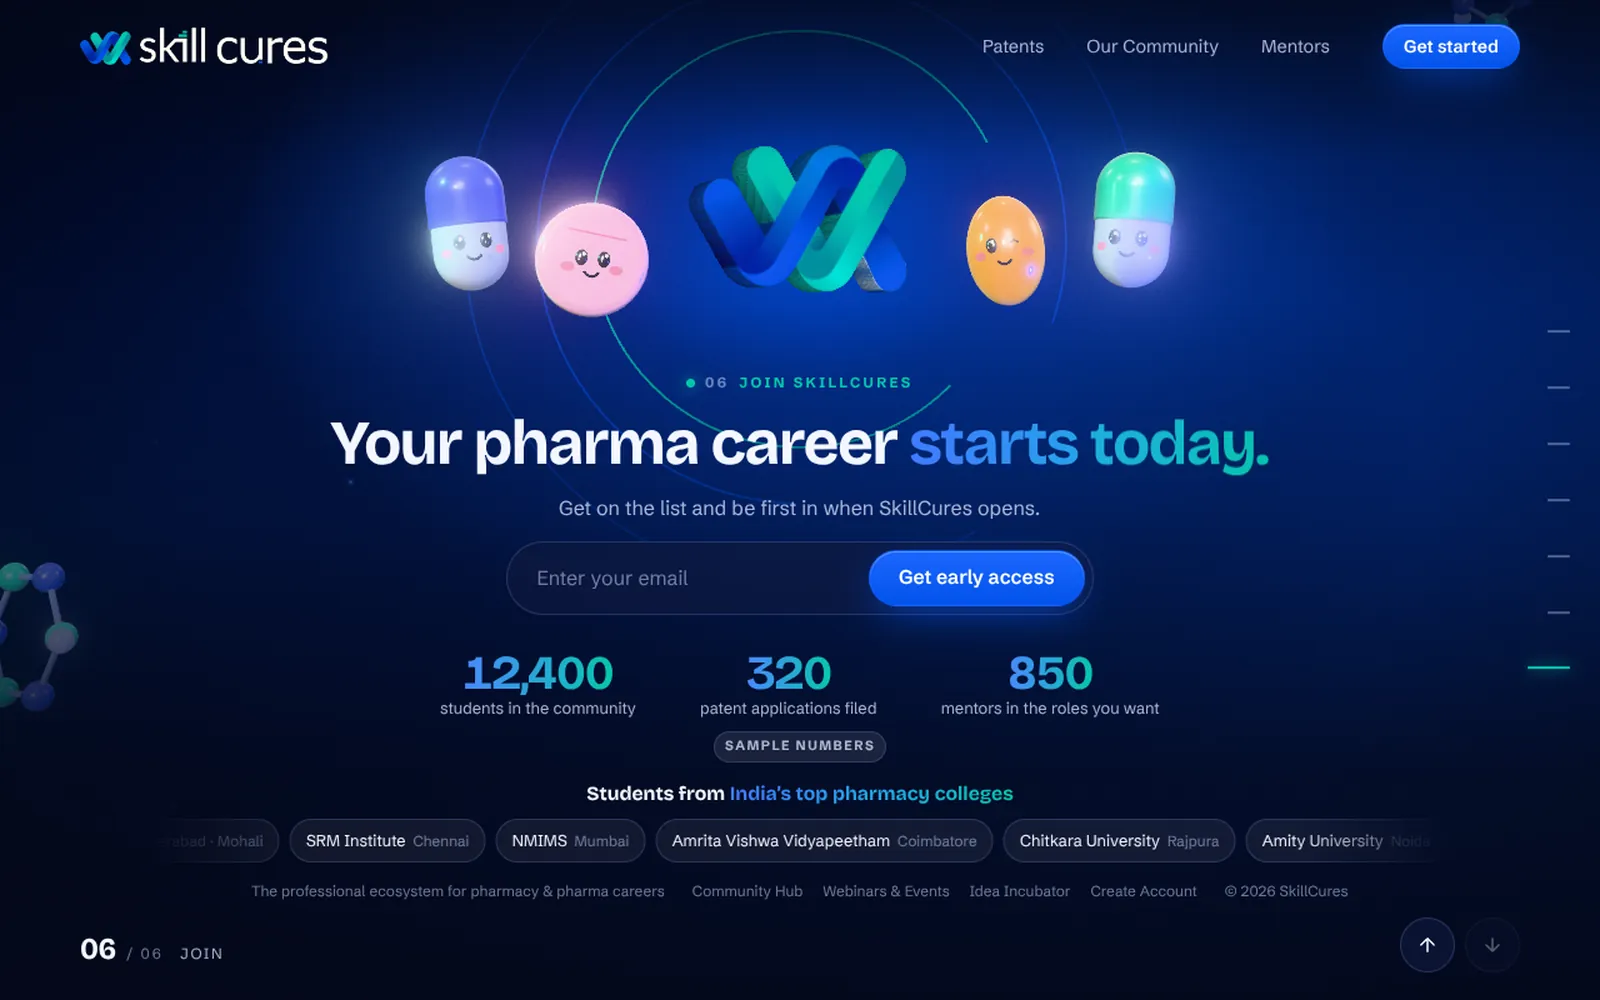 skill cures
Patents
Our Community
Mentors
Get started
06 JOIN SKILLCURES
Your pharma career starts today.
Get on the list and be first in when SkillCures opens.
Enter your email
Get early access
12,400
students in the community
320
patent applications filed
850
mentors in the roles you want
SAMPLE NUMBERS
Students from India's top pharmacy colleges
· Mohali
SRM Institute Chennai
NMIMS Mumbai
Amrita Vishwa Vidyapeetham Coimbatore
Chitkara University Rajpura
Amity University Noida
The professional ecosystem for pharmacy & pharma careers
Community Hub
Webinars & Events
Idea Incubator
Create Account
© 2026 SkillCures
06 / 06 JOIN